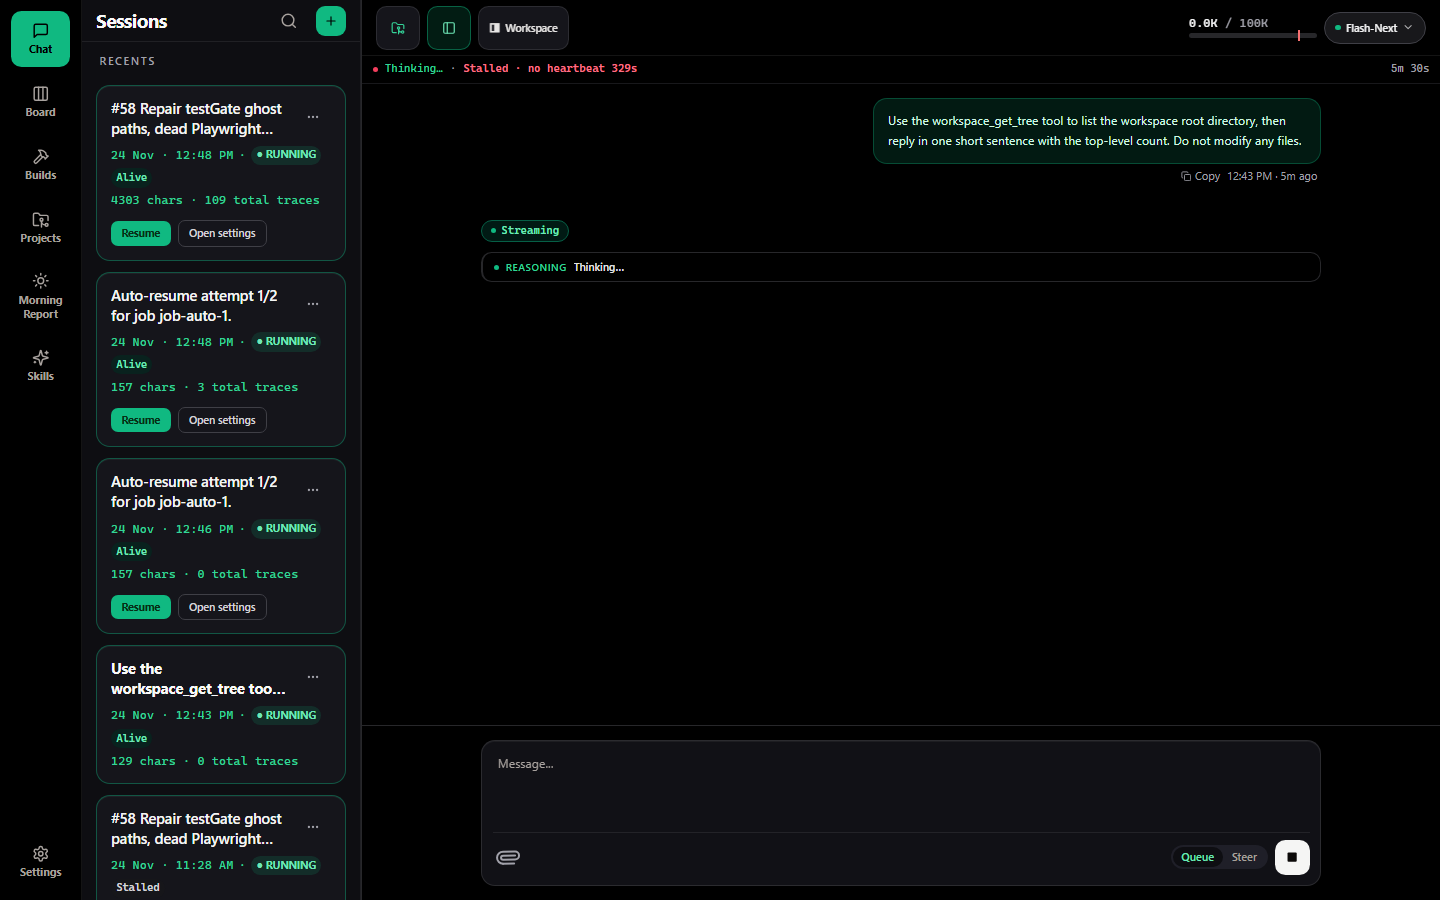 Chat
Board
Builds
Projects
Morning
Report
Skills
Settings
Sessions
RECENTS
#58 Repair testGate ghost
paths, dead Playwright...
24 Nov · 12:48 PM · RUNNING
Alive
4303 chars · 109 total traces
Resume Open settings
Auto-resume attempt 1/2
for job job-auto-1.
24 Nov · 12:48 PM · RUNNING
Alive
157 chars · 3 total traces
Resume Open settings
Auto-resume attempt 1/2
for job job-auto-1.
24 Nov · 12:46 PM · RUNNING
Alive
157 chars · 0 total traces
Resume Open settings
Use the
workspace_get_tree too...
24 Nov · 12:43 PM · RUNNING
Alive
129 chars · 0 total traces
#58 Repair testGate ghost
paths, dead Playwright...
24 Nov · 11:28 AM · RUNNING
Stalled
Workspace
0.0K / 100K
Flash-Next
Thinking… · Stalled · no heartbeat 329s
5m 30s
Use the workspace_get_tree tool to list the workspace root directory, then
reply in one short sentence with the top-level count. Do not modify any files.
Copy 12:43 PM · 5m ago
Streaming
REASONING Thinking...
Message...
Queue Steer